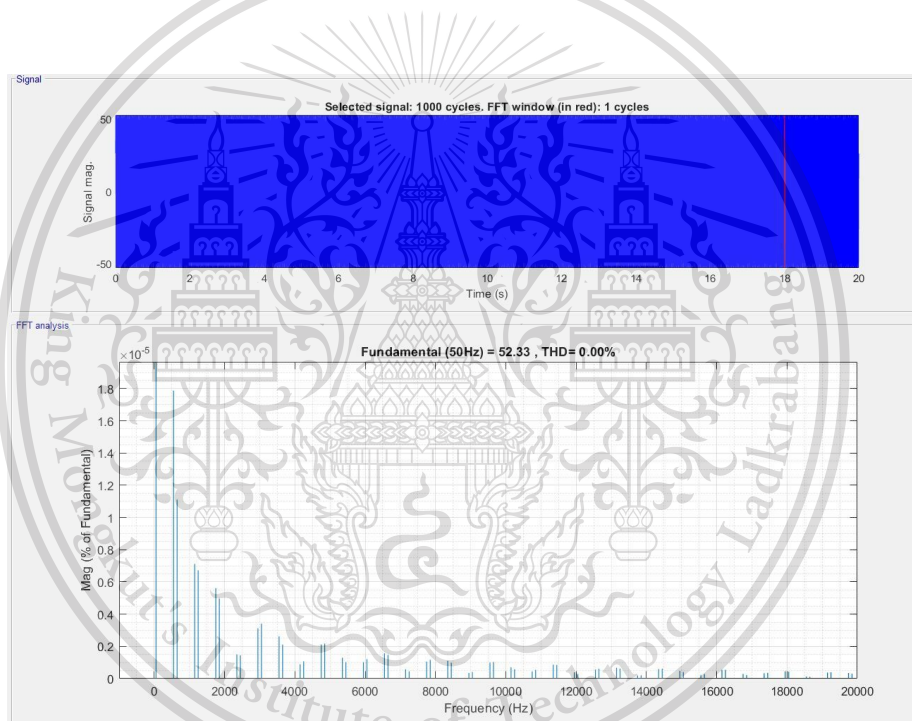 Signal
Selected signal: 1000 cycles. FFT window (in red): 1 cycles
50
0
-50
Signal mag.
0 2 4 6 8 10 12 14 16 18 20
Time (s)
FFT analysis
×10^-5
Fundamental (50Hz) = 52.33 , THD= 0.00%
1.8
1.6
1.4
1.2
1
0.8
0.6
0.4
0.2
0
Mag (% of Fundamental)
0 2000 4000 6000 8000 10000 12000 14000 16000 18000 20000
Frequency (Hz)
King Mongkut's Institute of Technology Ladkrabang